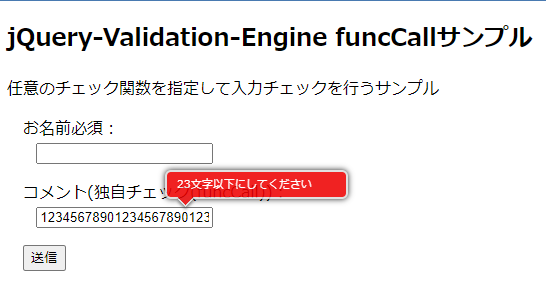 jQuery-Validation-Engine funcCallサンプル
任意のチェック関数を指定して入力チェックを行うサンプル
お名前必須：
23文字以下にしてください
コメント(独自チェック(funcCall))：
12345678901234567890123
送信